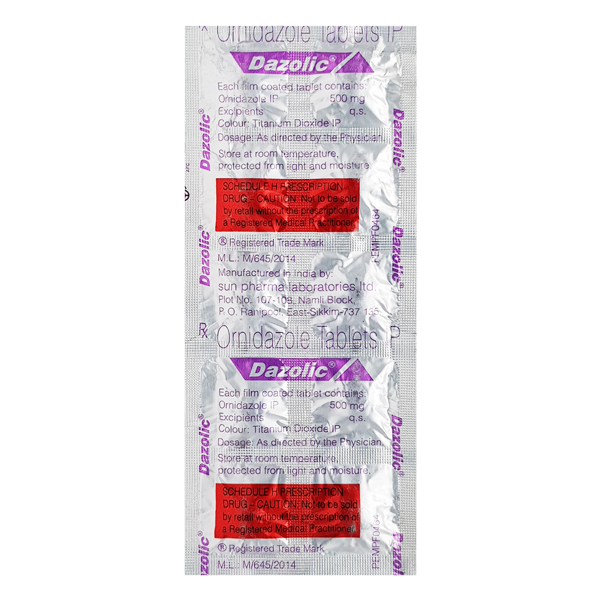 Rx Ornidazole Tablets IP
Dazolic®
Each film coated tablet contains:
Ornidazole IP 500 mg
Excipients q.s.
Colour: Titanium Dioxide IP
Dosage: As directed by the Physician.
Store at room temperature,
protected from light and moisture.
SCHEDULE H PRESCRIPTION
DRUG – CAUTION: Not to be sold
by retail without the prescription of
a Registered Medical Practitioner.
® Registered Trade Mark
M.L.: M/645/2014
Manufactured in India by:
sun pharma laboratories ltd.
Plot No. 107-108, Namli Block,
P.O. Ranipool, East-Sikkim-737 135
Dazolic®
Dazolic®
Dazolic®
Dazolic®
PEMPF0464
Rx Ornidazole Tablets IP
Dazolic®
Each film coated tablet contains:
Ornidazole IP 500 mg
Excipients q.s.
Colour: Titanium Dioxide IP
Dosage: As directed by the Physician.
Store at room temperature,
protected from light and moisture.
SCHEDULE H PRESCRIPTION
DRUG – CAUTION: Not to be sold
by retail without the prescription of
a Registered Medical Practitioner.
® Registered Trade Mark
M.L.: M/645/2014
Dazolic®
Dazolic®
Dazolic®
Dazolic®
PEMPF0464